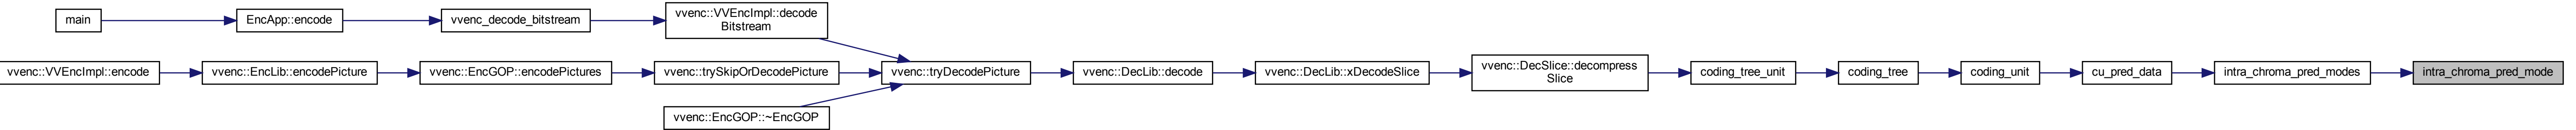 main
EncApp::encode
vvenc_decode_bitstream
vvenc::VVEncImpl::decode
Bitstream
vvenc::VVEncImpl::encode
vvenc::EncLib::encodePicture
vvenc::EncGOP::encodePictures
vvenc::trySkipOrDecodePicture
vvenc::tryDecodePicture
vvenc::DecLib::decode
vvenc::DecLib::xDecodeSlice
vvenc::DecSlice::decompress
Slice
coding_tree_unit
coding_tree
coding_unit
cu_pred_data
intra_chroma_pred_modes
intra_chroma_pred_mode
vvenc::EncGOP::~EncGOP